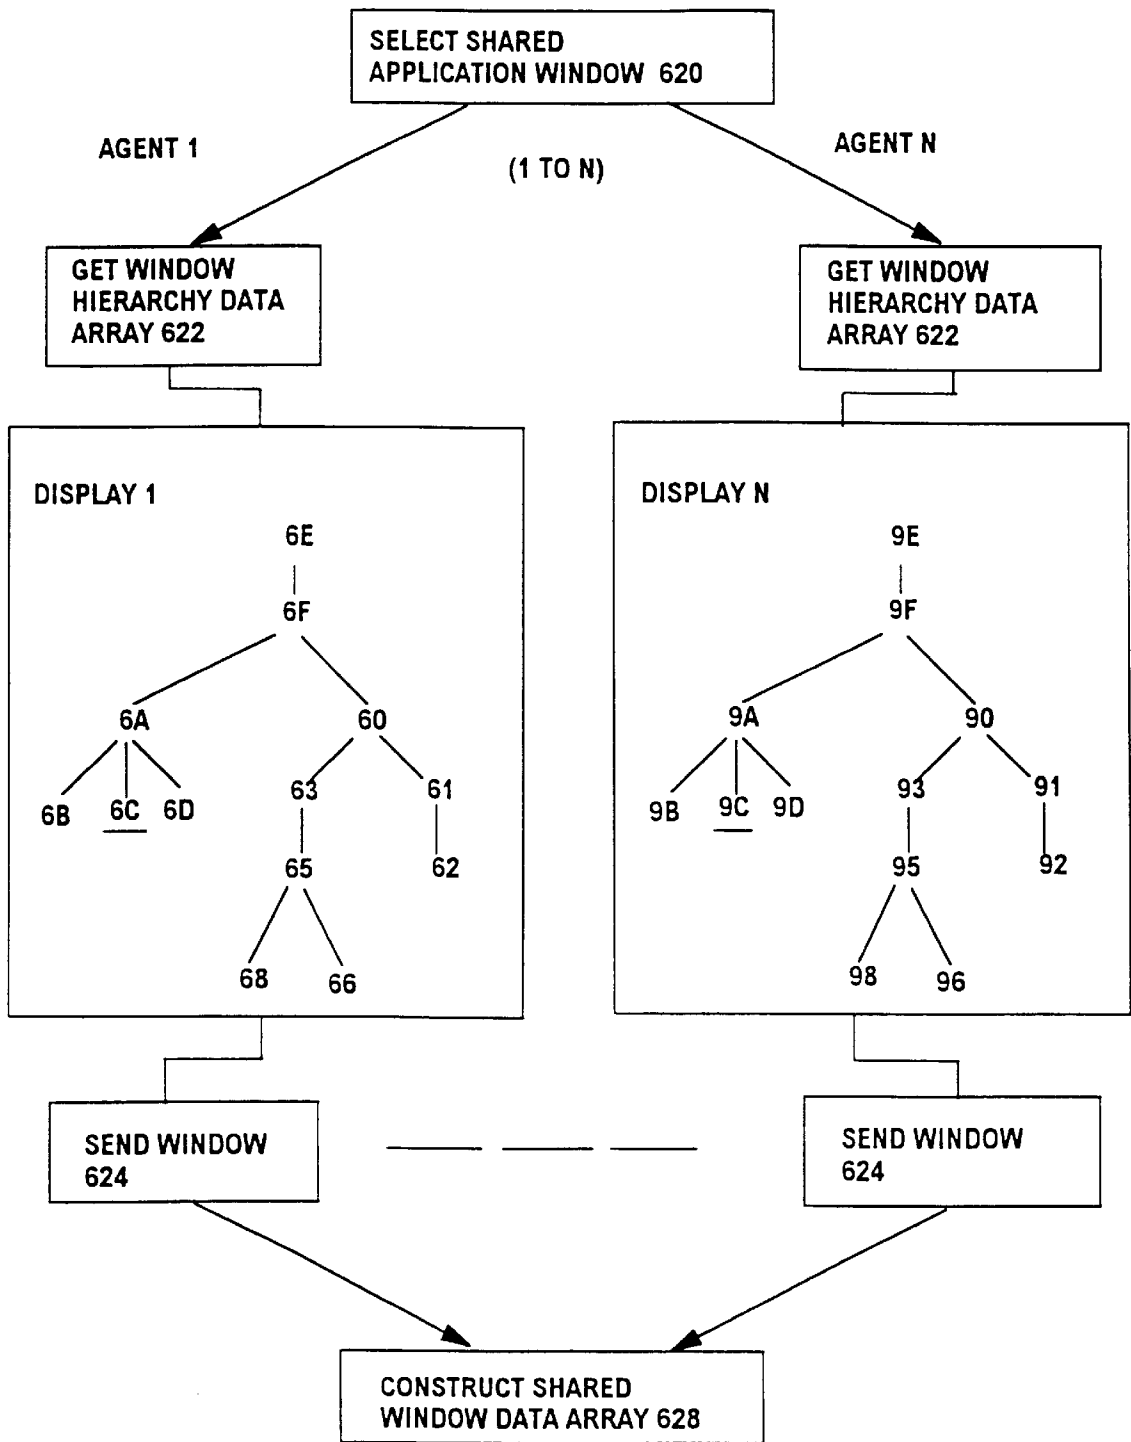 SELECT SHARED
APPLICATION WINDOW 620
AGENT 1
(1 TO N)
AGENT N
GET WINDOW
HIERARCHY DATA
ARRAY 622
GET WINDOW
HIERARCHY DATA
ARRAY 622
DISPLAY 1
6E
6F
6A 60
63 61
6B 6C 6D
65 62
68 66
DISPLAY N
9E
9F
9A 90
93 91
9B 9C 9D
95 92
98 96
SEND WINDOW
624
SEND WINDOW
624
CONSTRUCT SHARED
WINDOW DATA ARRAY 628